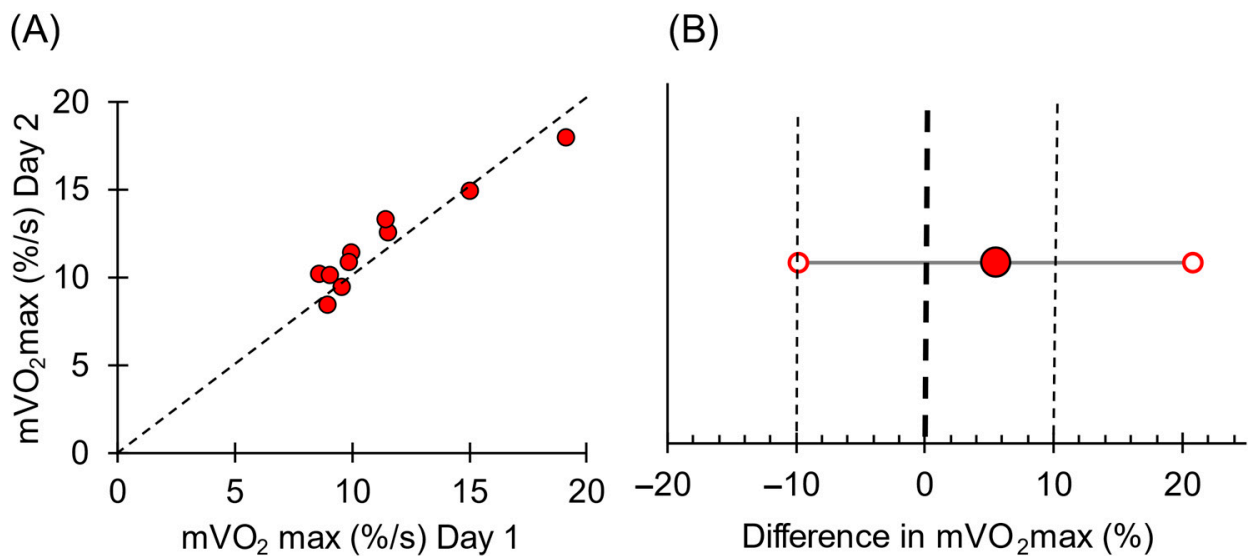 (A)
(B)
mVO₂max (%/s) Day 2
20
15
10
5
0
0 5 10 15 20
mVO₂ max (%/s) Day 1
–20 –10 0 10 20
Difference in mVO₂max (%)